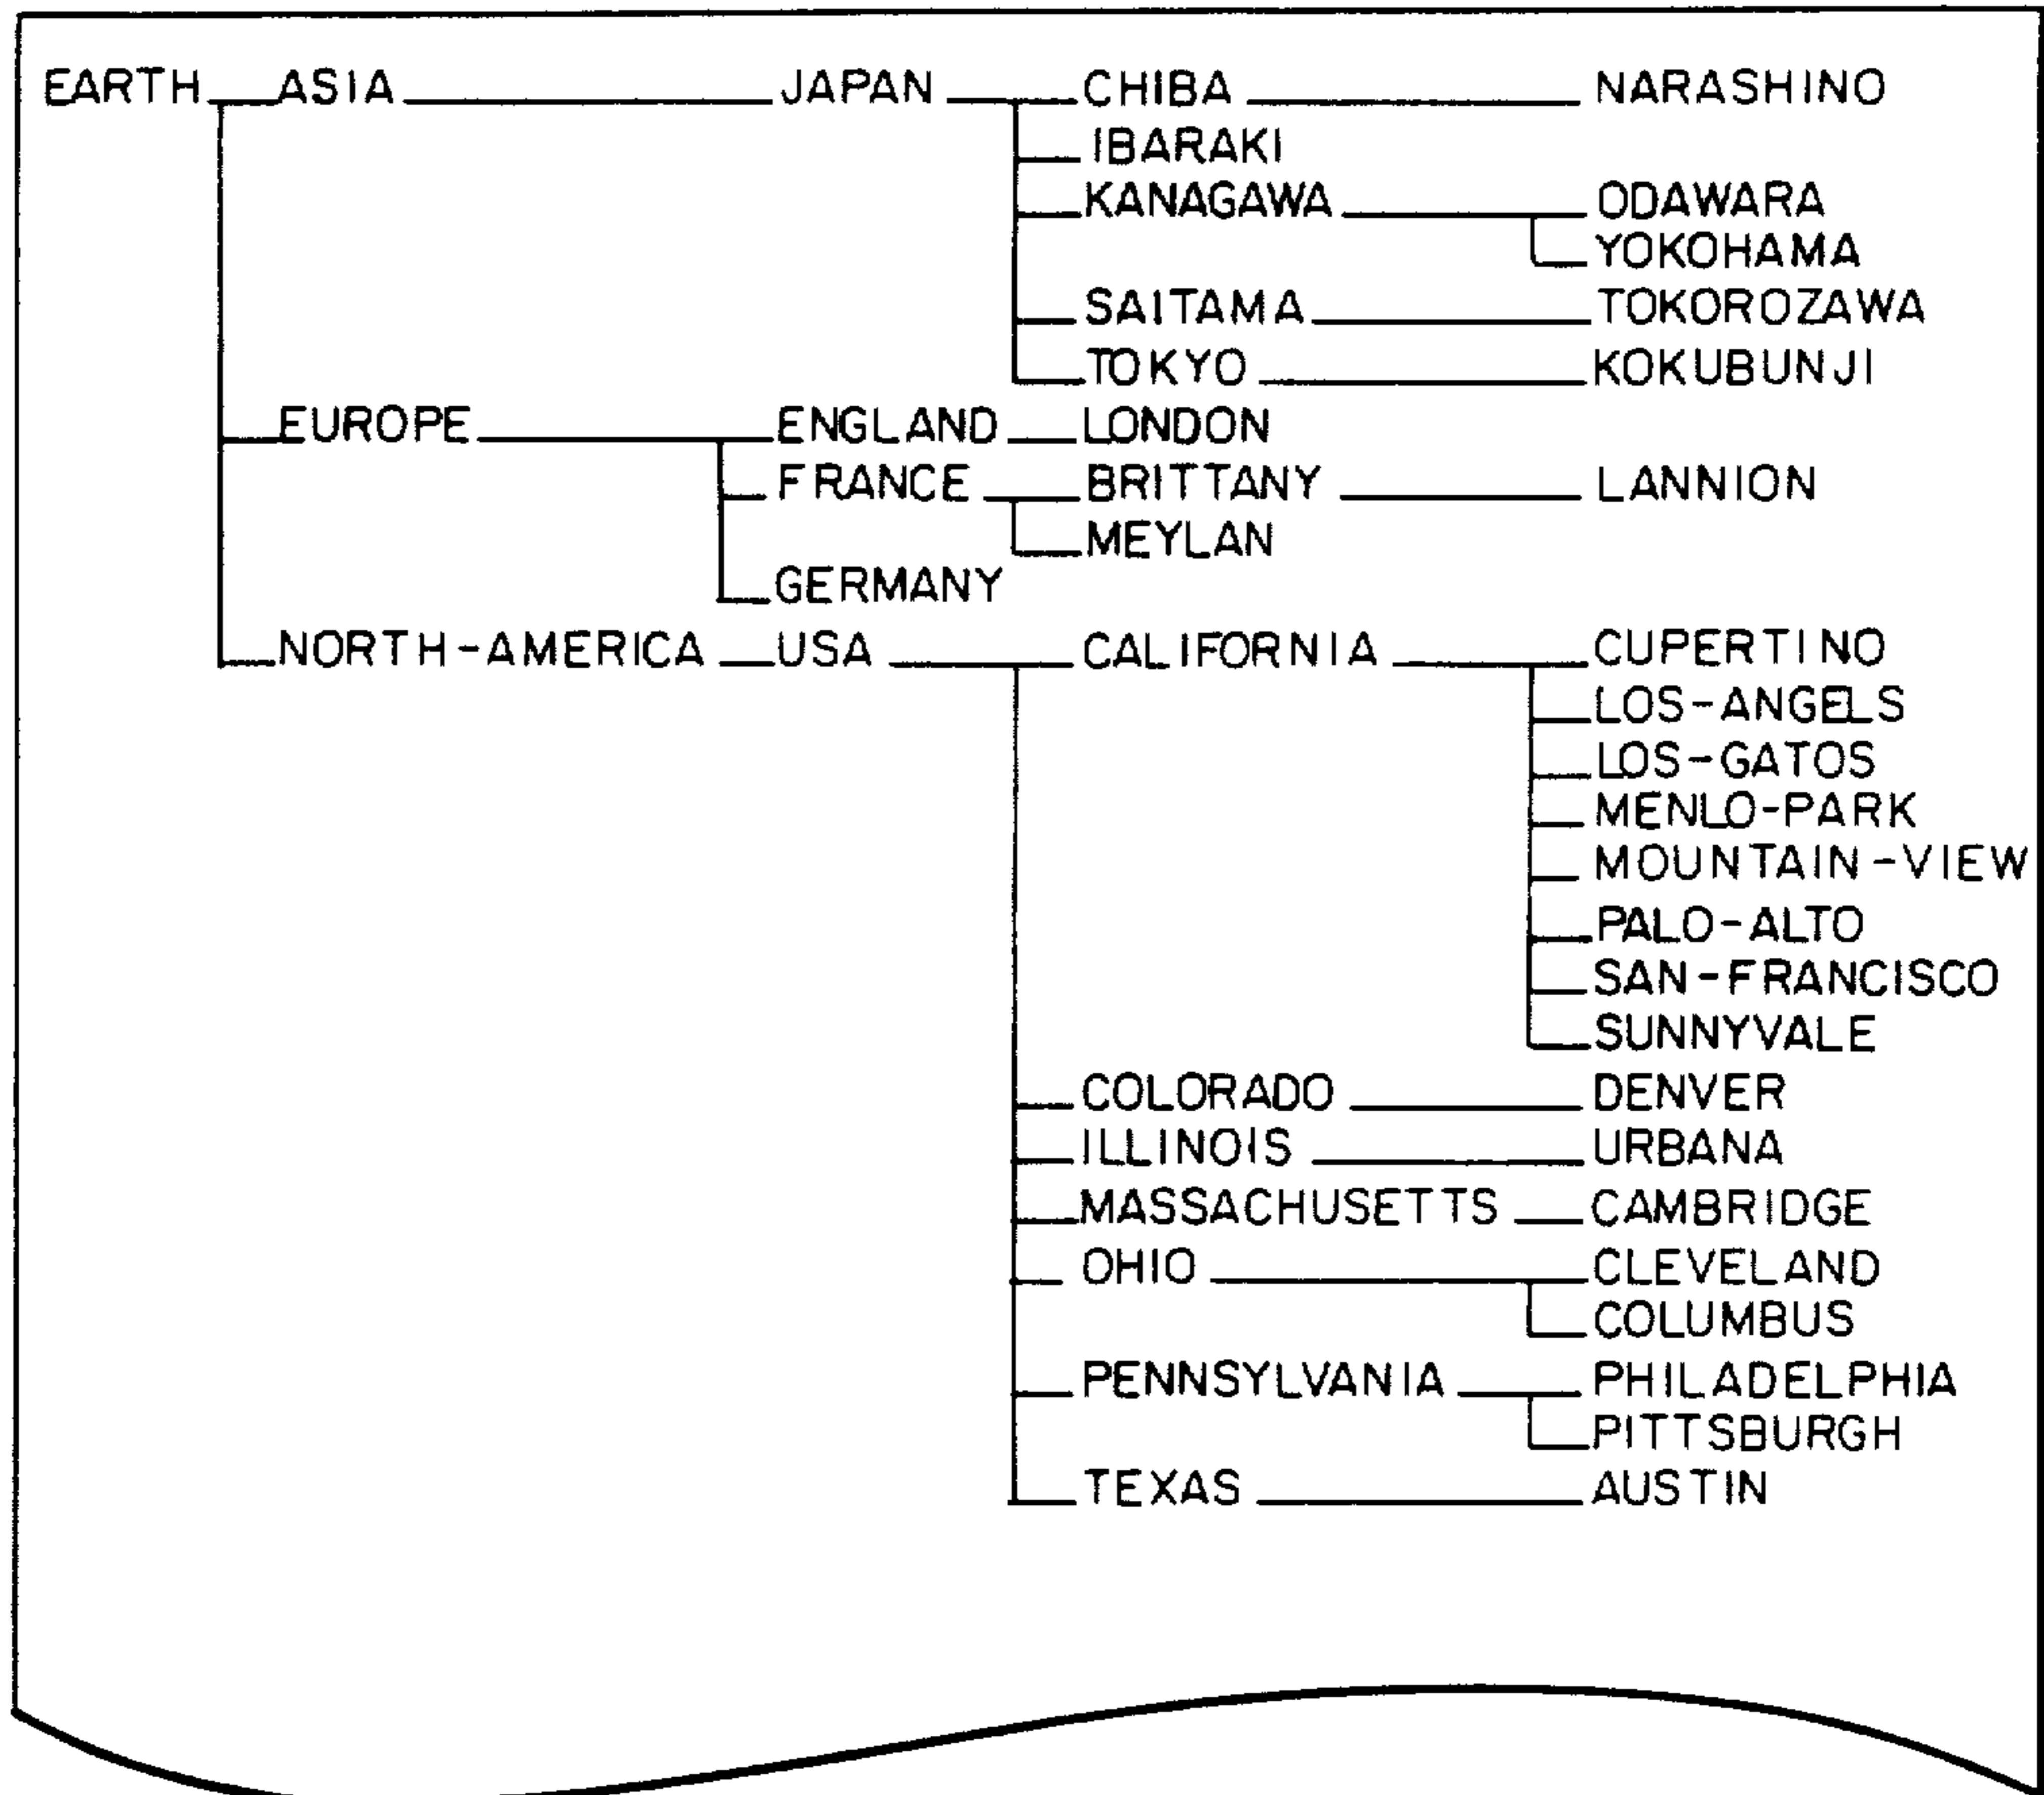 EARTH ASIA JAPAN CHIBA NARASHINO
IBARAKI
KANAGAWA ODAWARA
YOKOHAMA
SAITAMA TOKOROZAWA
TOKYO KOKUBUNJI
EUROPE ENGLAND LONDON
FRANCE BRITTANY LANNION
MEYLAN
GERMANY
NORTH-AMERICA USA CALIFORNIA CUPERTINO
LOS-ANGELS
LOS-GATOS
MENLO-PARK
MOUNTAIN-VIEW
PALO-ALTO
SAN-FRANCISCO
SUNNYVALE
COLORADO DENVER
ILLINOIS URBANA
MASSACHUSETTS CAMBRIDGE
OHIO CLEVELAND
COLUMBUS
PENNSYLVANIA PHILADELPHIA
PITTSBURGH
TEXAS AUSTIN